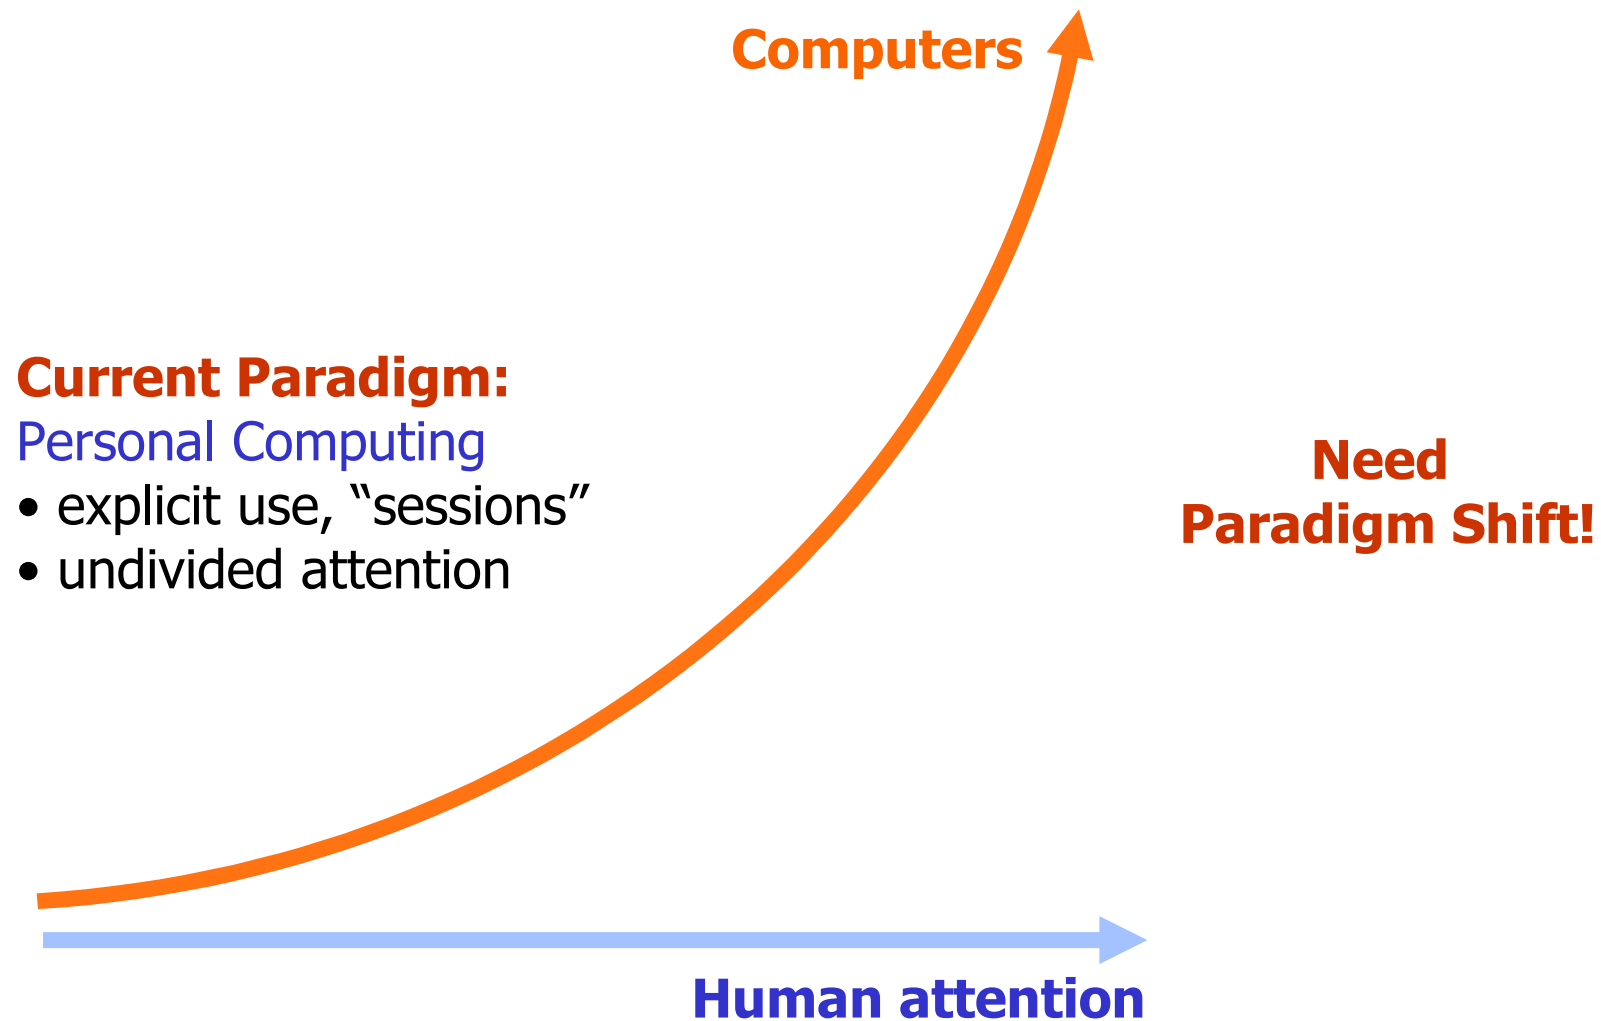 Computers
Current Paradigm:
Personal Computing
• explicit use, “sessions”
• undivided attention
Need
Paradigm Shift!
Human attention